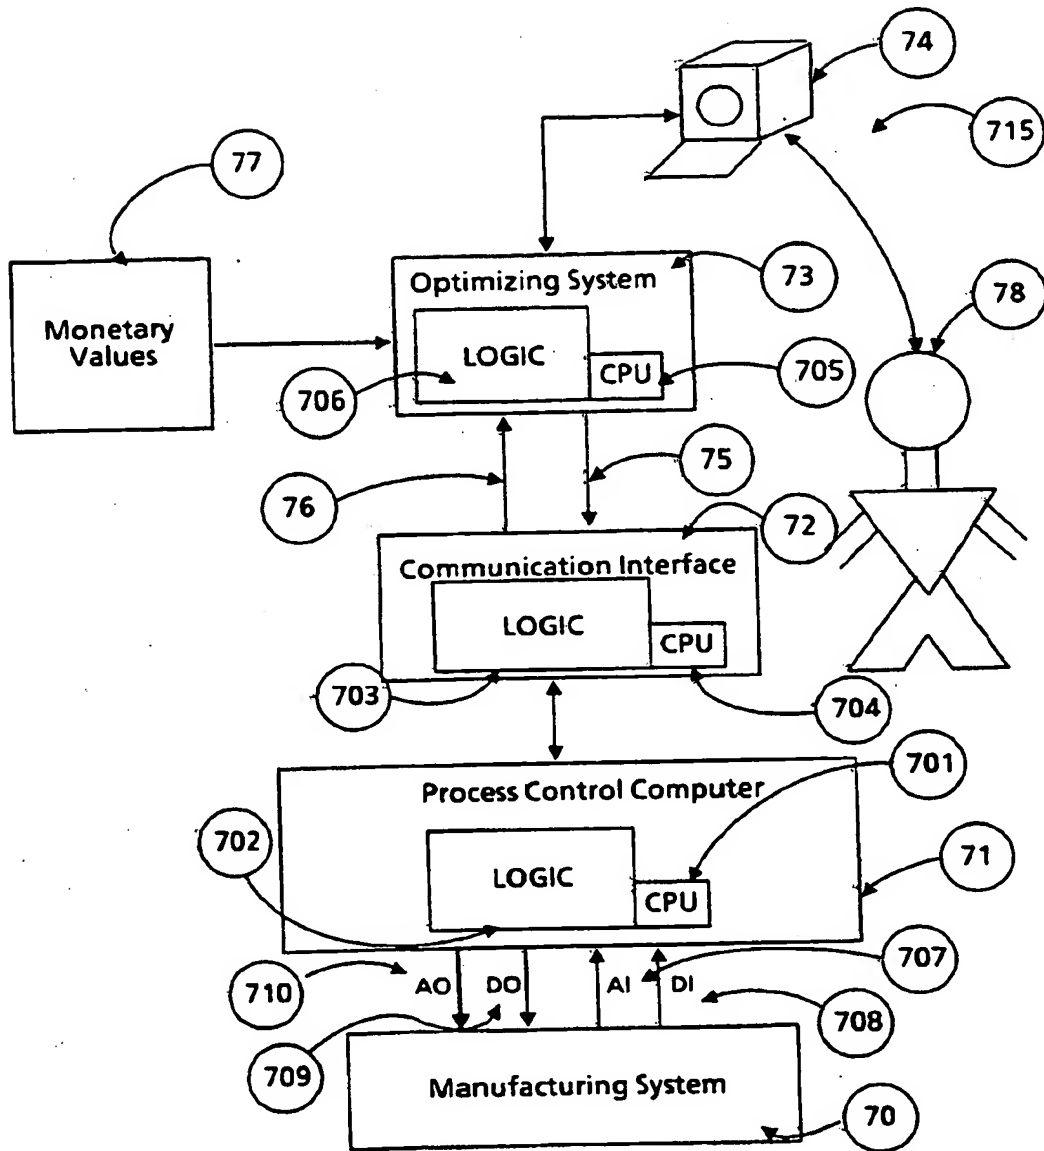 74
715
77
Optimizing System
73
78
Monetary
Values
LOGIC
CPU
706
705
76
75
72
Communication Interface
LOGIC
CPU
703
704
701
Process Control Computer
702
LOGIC
CPU
71
707
710
AO
DO
AI
DI
708
709
Manufacturing System
70